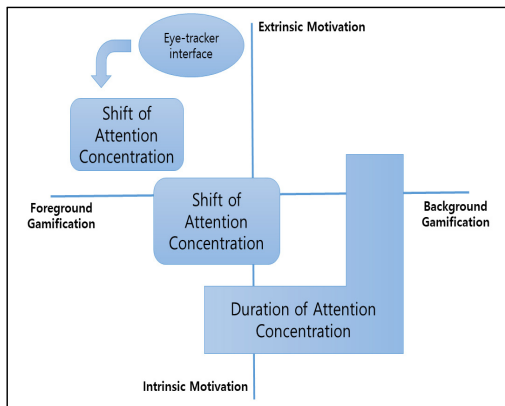 Extrinsic Motivation
Eye-tracker
interface
Shift of
Attention
Concentration
Foreground
Gamification
Shift of
Attention
Concentration
Background
Gamification
Duration of Attention
Concentration
Intrinsic Motivation